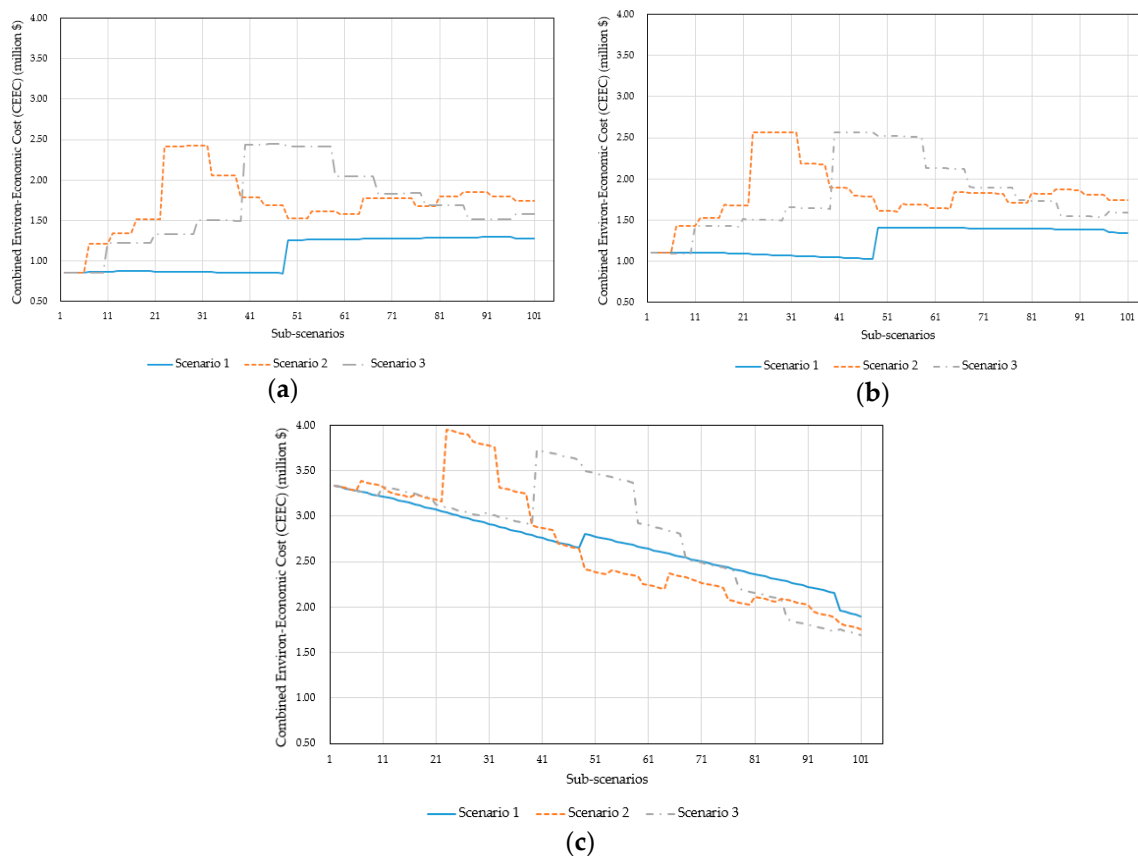 Combined Environ-Economic Cost (CEEC) (million $)
4.00
3.50
3.00
2.50
2.00
1.50
1.00
0.50
1 11 21 31 41 51 61 71 81 91 101
Sub-scenarios
Scenario 1 Scenario 2 Scenario 3
(a)
Combined Environ-Economic Cost (CEEC) (million $)
4.00
3.50
3.00
2.50
2.00
1.50
1.00
0.50
1 11 21 31 41 51 61 71 81 91 101
Sub-scenarios
Scenario 1 Scenario 2 Scenario 3
(b)
Combined Environ-Economic Cost (CEEC) (million $)
4.00
3.50
3.00
2.50
2.00
1.50
1.00
0.50
1 11 21 31 41 51 61 71 81 91 101
Sub-scenarios
Scenario 1 Scenario 2 Scenario 3
(c)